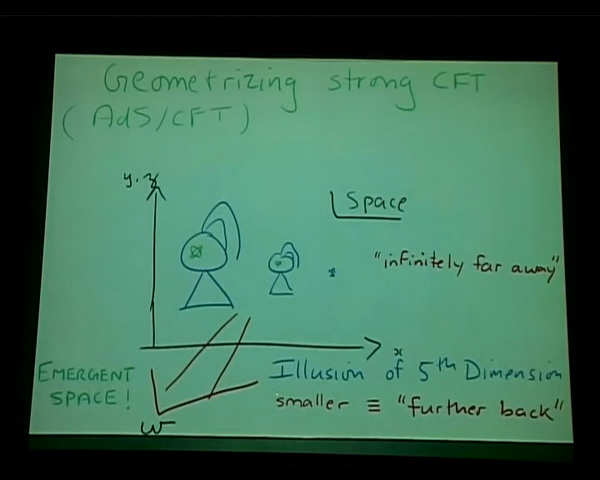 Geometrizing strong CFT
(AdS/CFT)
y, z
Space
"infinitely far away"
x
EMERGENT
SPACE!
Illusion of 5th Dimension
smaller ≡ "further back"
w